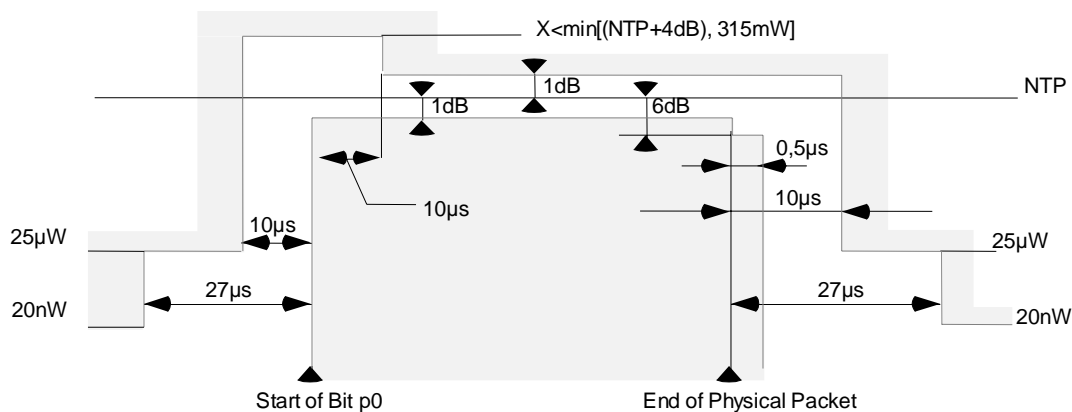 X<min[(NTP+4dB), 315mW]
NTP
1dB
1dB
6dB
0,5µs
10µs
10µs
10µs
25µW
25µW
27µs
27µs
20nW
20nW
Start of Bit p0
End of Physical Packet